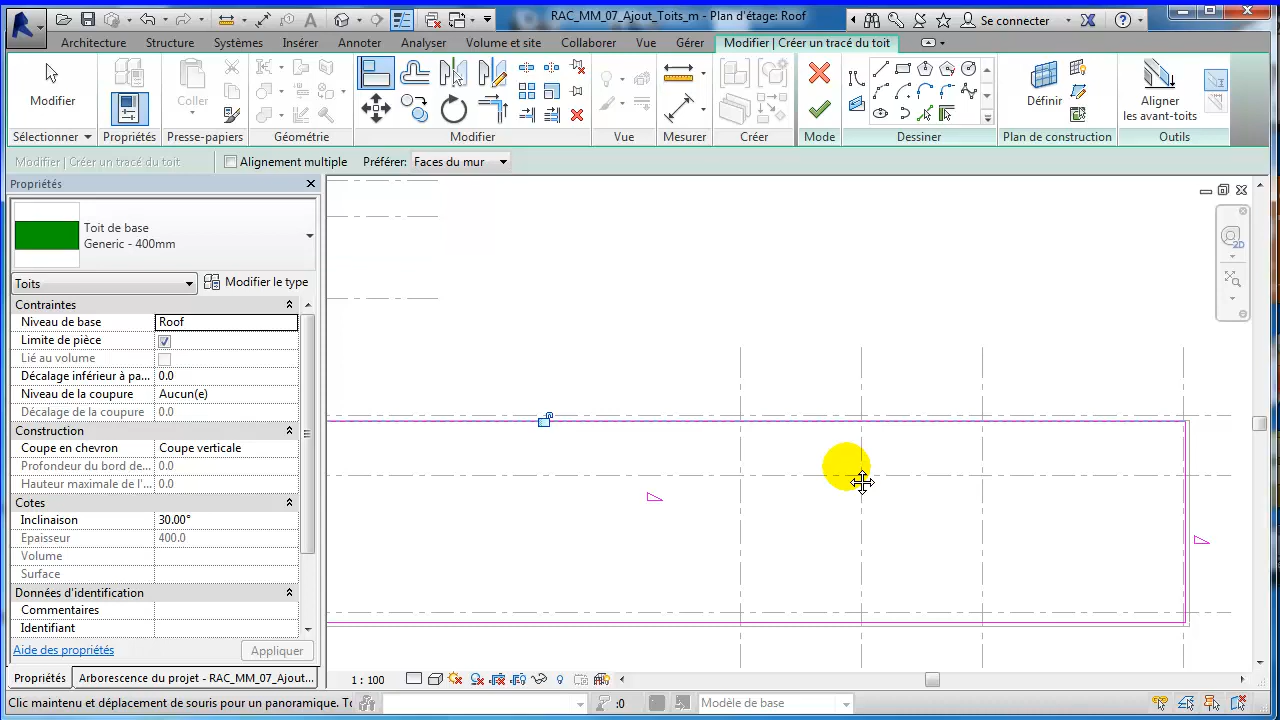 RAC_MM_07_Ajout_Toits_m - Plan d'étage: Roof
Se connecter
Architecture
Structure
Systèmes
Insérer
Annoter
Analyser
Volume et site
Collaborer
Vue
Gérer
Modifier | Créer un tracé du toit
Modifier
Coller
Définir
Aligner
les avant-toits
Sélectionner
Propriétés
Presse-papiers
Géométrie
Modifier
Vue
Mesurer
Créer
Mode
Dessiner
Plan de construction
Outils
Modifier | Créer un tracé du toit
Alignement multiple
Préférer:
Faces du mur
Propriétés
Toit de base
Generic - 400mm
Toits
Modifier le type
Contraintes
Niveau de base
Roof
Limite de pièce
Lié au volume
Décalage inférieur à pa...
0.0
Niveau de la coupure
Aucun(e)
Décalage de la coupure
0.0
Construction
Coupe en chevron
Coupe verticale
Profondeur du bord de...
0.0
Hauteur maximale de l'...
0.0
Cotes
Inclinaison
30.00°
Epaisseur
400.0
Volume
Surface
Données d'identification
Commentaires
Identifiant
Aide des propriétés
Appliquer
Propriétés
Arborescence du projet - RAC_MM_07_Ajout...
2D
1 : 100
Clic maintenu et déplacement de souris pour un panoramique. To
:0
Modèle de base